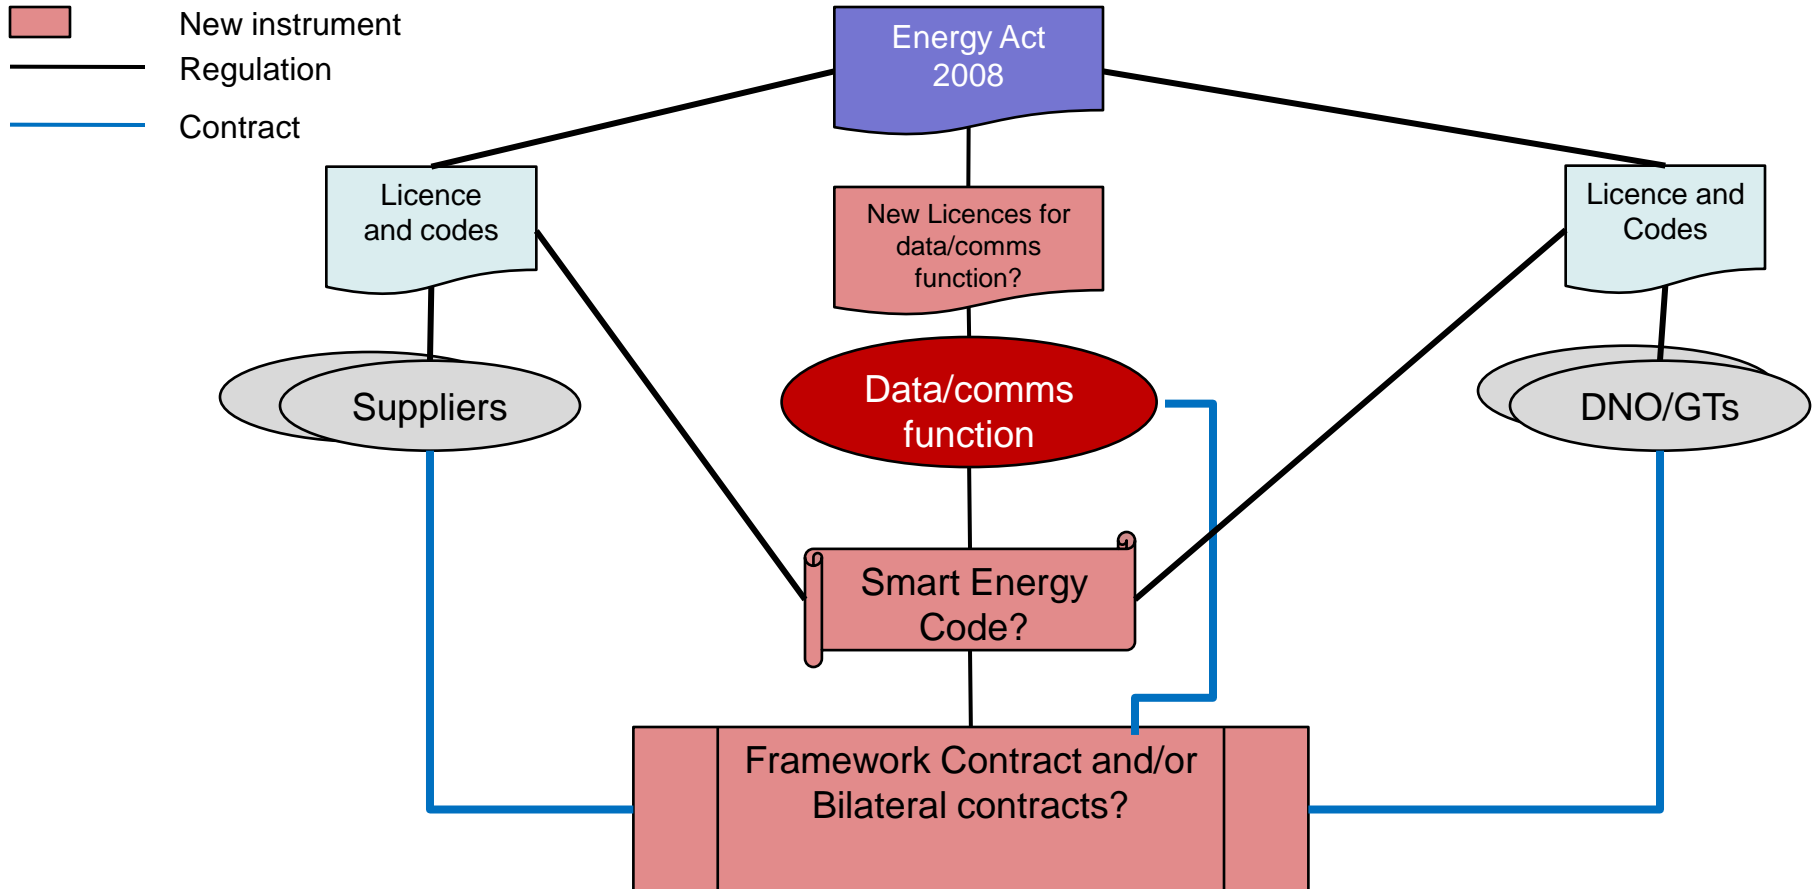 New instrument
Regulation
Contract
Energy Act
2008
Licence
and codes
New Licences for
data/comms
function?
Licence and
Codes
Suppliers
Data/comms
function
DNO/GTs
Smart Energy
Code?
Framework Contract and/or
Bilateral contracts?